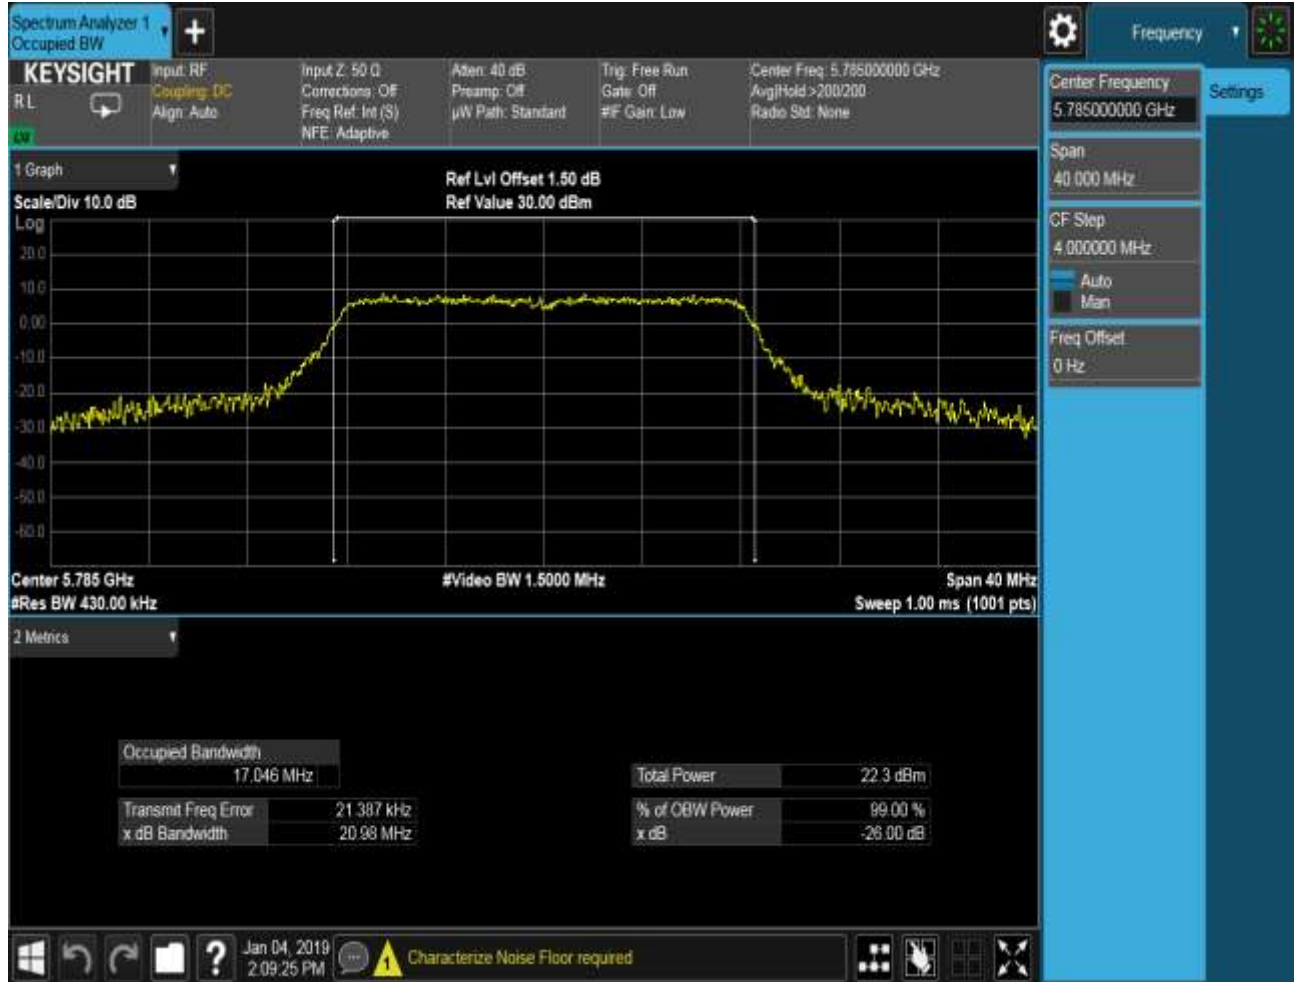 Spectrum Analyzer 1
Occupied BW
Frequency
KEYSIGHT
R L
Input: RF
Coupling: DC
Align: Auto
Input Z: 50 Ω
Corrections: Off
Freq Ref: Int (S)
NFE: Adaptive
Atten: 40 dB
Preamp: Off
µW Path: Standard
Trig: Free Run
Gate: Off
#IF Gain: Low
Center Freq: 5.785000000 GHz
Avg|Hold:>200/200
Radio Std: None
Center Frequency
5.785000000 GHz
Settings
Span
40.000 MHz
CF Step
4.000000 MHz
Auto
Man
Freq Offset
0 Hz
1 Graph
Scale/Div 10.0 dB
Ref Lvl Offset 1.50 dB
Ref Value 30.00 dBm
Log
20.0
10.0
0.00
-10.0
-20.0
-30.0
-40.0
-50.0
-60.0
Center 5.785 GHz
#Video BW 1.5000 MHz
Span 40 MHz
#Res BW 430.00 kHz
Sweep 1.00 ms (1001 pts)
2 Metrics
Occupied Bandwidth
17.046 MHz
Total Power 22.3 dBm
Transmit Freq Error 21.387 kHz
% of OBW Power 99.00 %
x dB Bandwidth 20.98 MHz
x dB -26.00 dB
?
Jan 04, 2019
2:09:25 PM
1
Characterize Noise Floor required